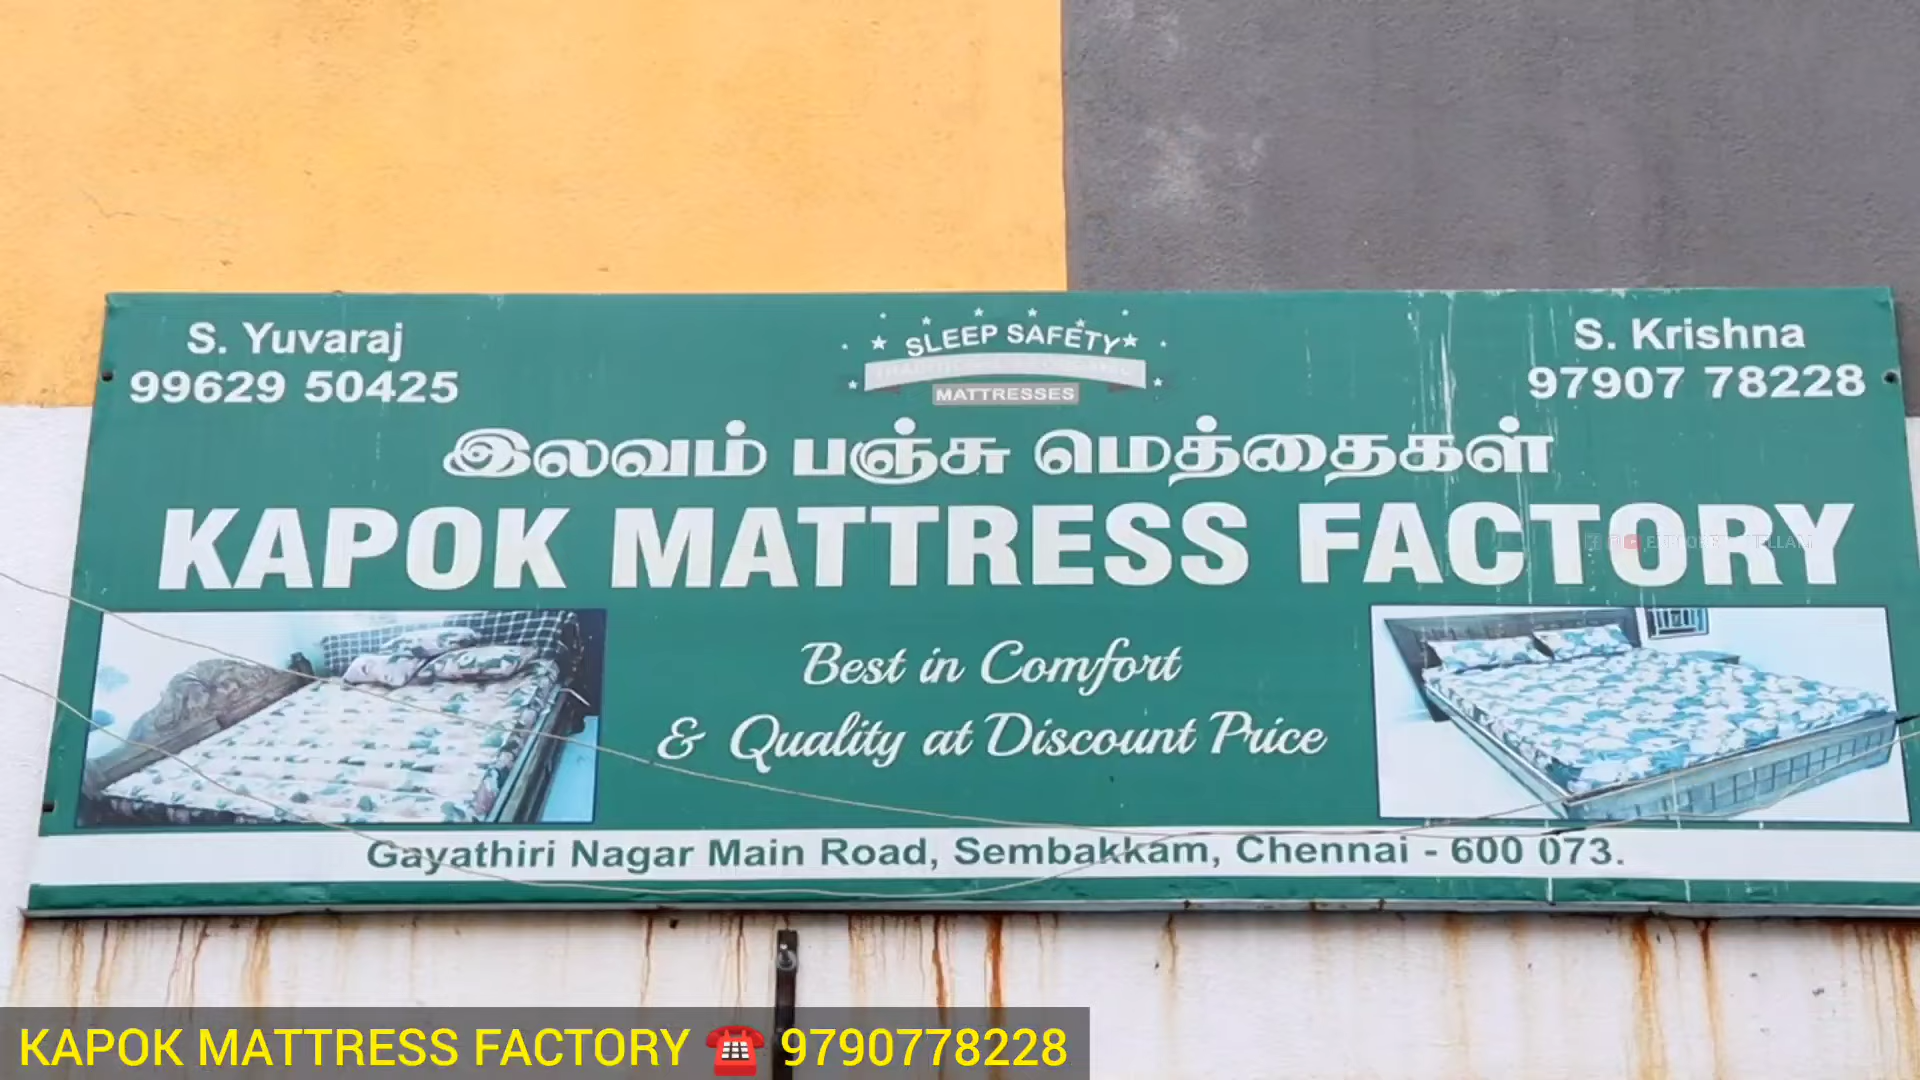 SLEEP SAFETY
MATTRESSES
S. Yuvaraj
99629 50425
S. Krishna
97907 78228
இலவம் பஞ்சு மெத்தைகள்
KAPOK MATTRESS FACTORY
Best in Comfort
& Quality at Discount Price
Gayathiri Nagar Main Road, Sembakkam, Chennai - 600 073.
KAPOK MATTRESS FACTORY ☎️ 9790778228